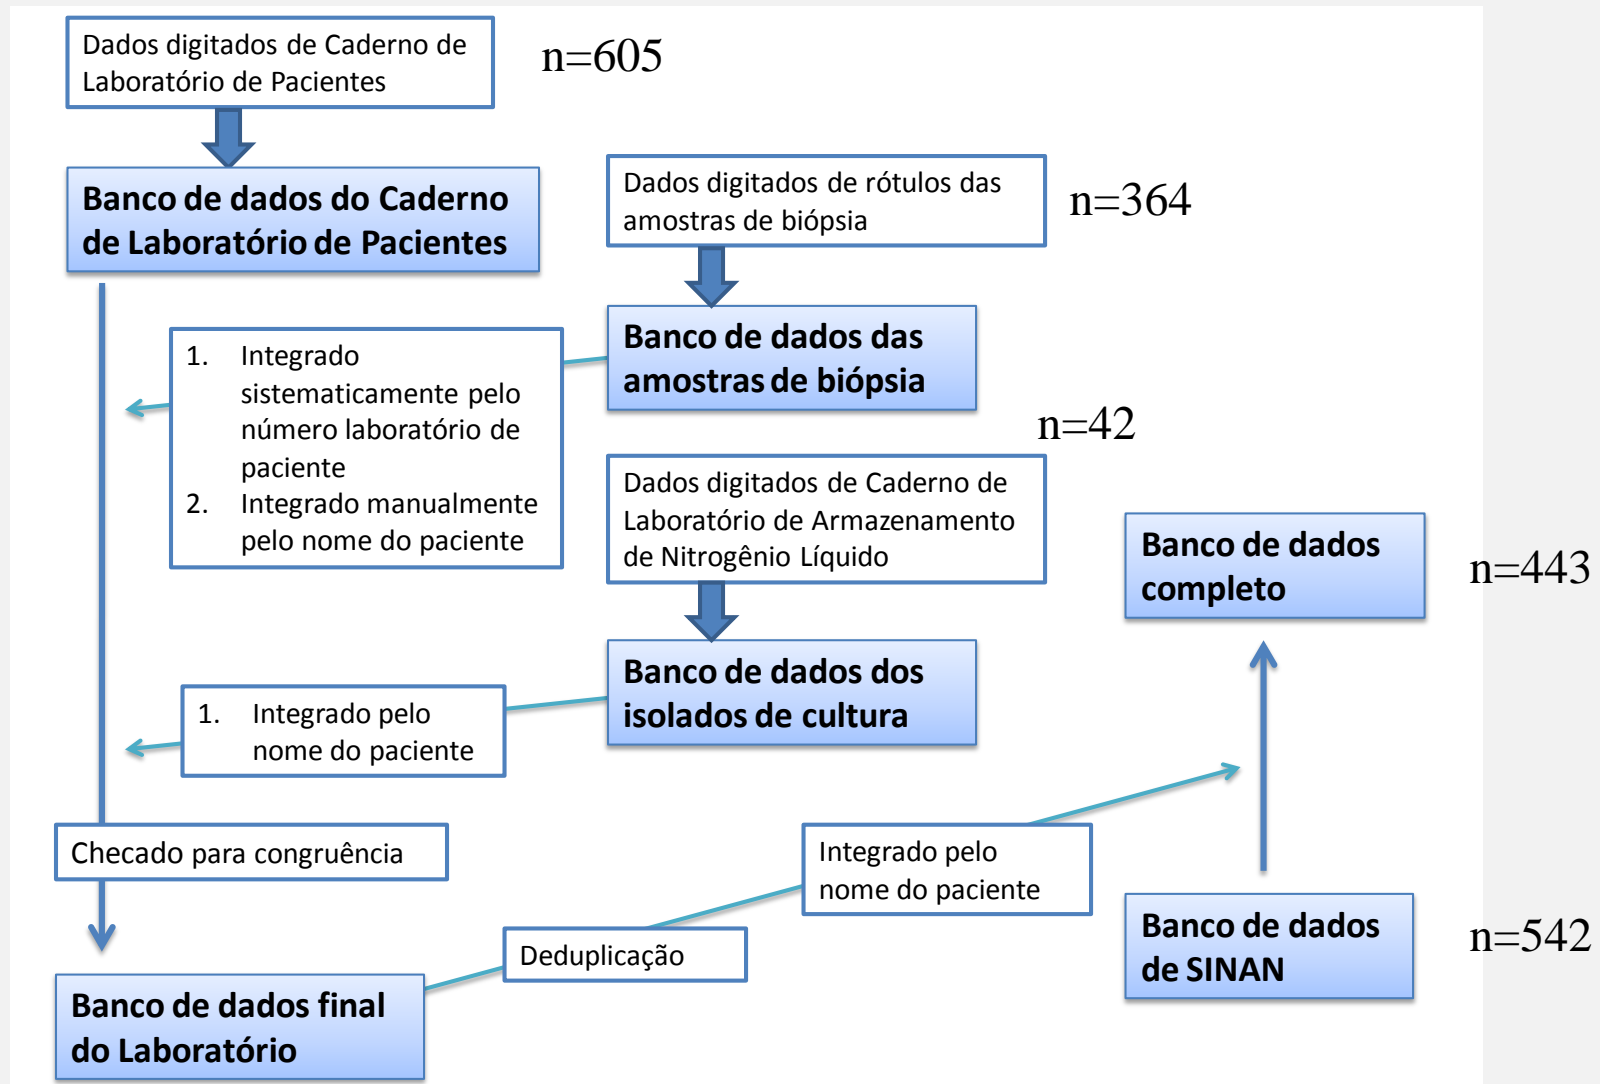 Dados digitados de Caderno de
Laboratório de Pacientes
n=605
Banco de dados do Caderno
de Laboratório de Pacientes
Dados digitados de rótulos das
amostras de biópsia
n=364
Banco de dados das
amostras de biópsia
1. Integrado
sistematicamente pelo
número laboratório de
paciente
2. Integrado manualmente
pelo nome do paciente
n=42
Dados digitados de Caderno de
Laboratório de Armazenamento
de Nitrogênio Líquido
Banco de dados
completo
n=443
Banco de dados dos
isolados de cultura
1. Integrado pelo
nome do paciente
Checado para congruência
Integrado pelo
nome do paciente
Banco de dados
de SINAN
n=542
Deduplicação
Banco de dados final
do Laboratório